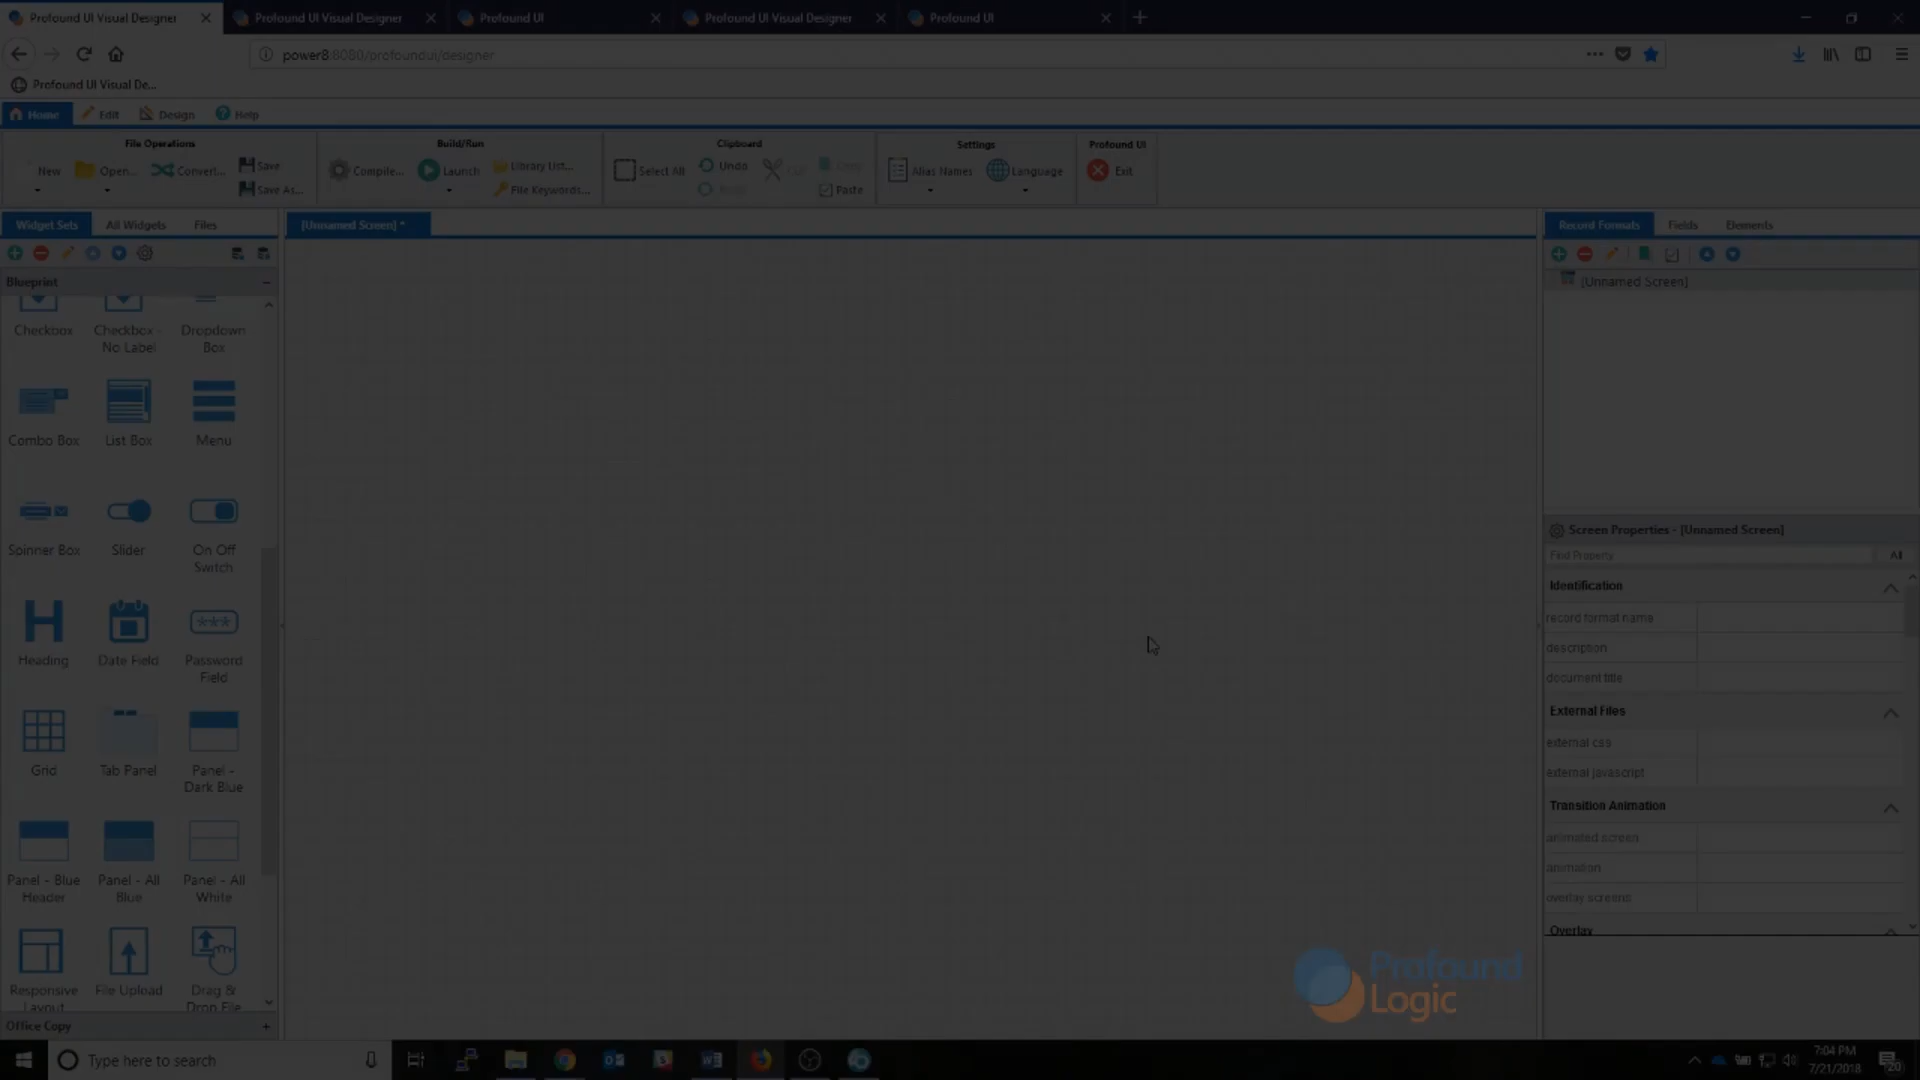 Profound UI Visual Designer
Profound UI Visual Designer
Profound UI
Profound UI Visual Designer
Profound UI
power8:8080/profoundui/designer
Profound UI Visual De...
Home
Edit
Design
Help
File Operations
Build/Run
Clipboard
Settings
Profound UI
New
Open...
Convert...
Save
Save As...
Compile...
Launch
Library List...
File Keywords...
Select All
Undo
Redo
Cut
Copy
Paste
Alias Names
Language
Exit
Widget Sets
All Widgets
Files
[Unnamed Screen] *
Record Formats
Fields
Elements
Blueprint
[Unnamed Screen]
Checkbox
Checkbox -
No Label
Dropdown
Box
Combo Box
List Box
Menu
Spinner Box
Slider
On Off
Switch
Heading
Date Field
Password
Field
Grid
Tab Panel
Panel -
Dark Blue
Panel - Blue
Header
Panel - All
Blue
Panel - All
White
Responsive
Layout
File Upload
Drag &
Drop File
Office Copy
Screen Properties - [Unnamed Screen]
Find Property
All
Identification
record format name
description
document title
External Files
external css
external javascript
Transition Animation
animated screen
animation
overlay screens
Overlay
Profound
Logic
Type here to search
7:04 PM
7/21/2018
20